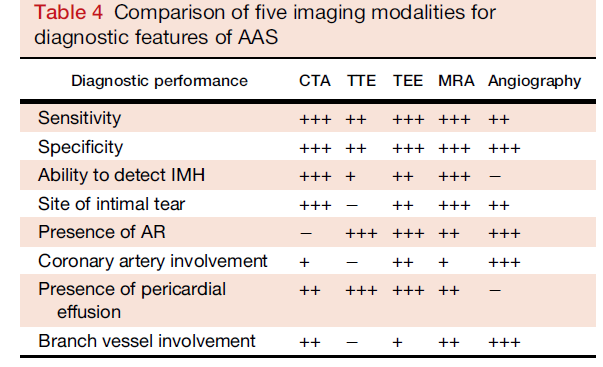 Table 4 Comparison of five imaging modalities for
diagnostic features of AAS
Diagnostic performance CTA TTE TEE MRA Angiography
Sensitivity +++ ++ +++ +++ ++
Specificity +++ ++ +++ +++ +++
Ability to detect IMH +++ + ++ +++ −
Site of intimal tear +++ − ++ +++ ++
Presence of AR − +++ +++ ++ +++
Coronary artery involvement + − ++ + +++
Presence of pericardial ++ +++ +++ ++ −
effusion
Branch vessel involvement ++ − + ++ +++